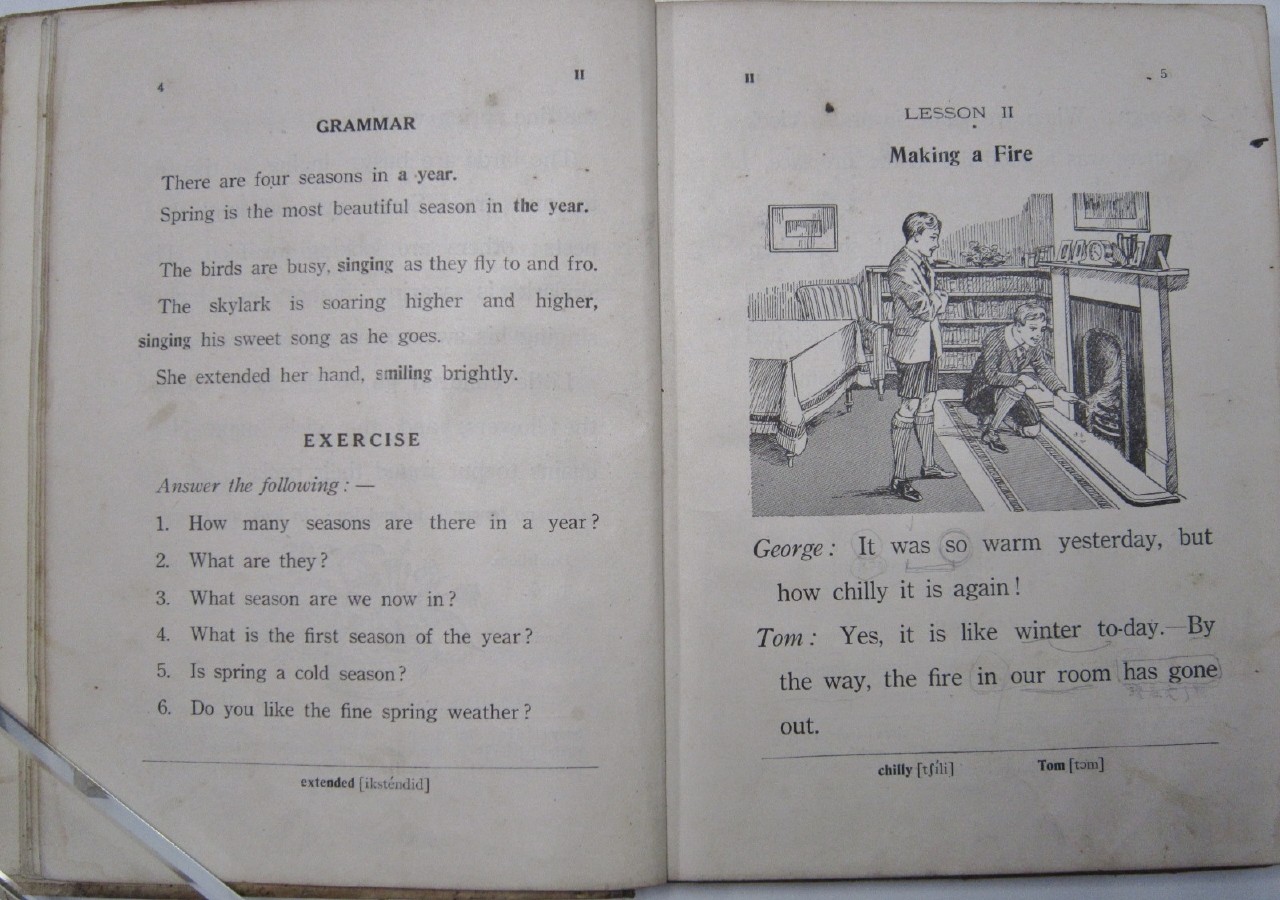 4
II
GRAMMAR
There are four seasons in a year.
Spring is the most beautiful season in the year.
The birds are busy, singing as they fly to and fro.
The skylark is soaring higher and higher,
singing his sweet song as he goes.
She extended her hand, smiling brightly.
EXERCISE
Answer the following : —
1. How many seasons are there in a year?
2. What are they?
3. What season are we now in?
4. What is the first season of the year?
5. Is spring a cold season?
6. Do you like the fine spring weather?
extended [iksténdid]
II
5
LESSON II
Making a Fire
George : It was so warm yesterday, but
how chilly it is again!
Tom : Yes, it is like winter to-day. By
the way, the fire in our room has gone
out.
chilly [tʃíli] Tom [tɔm]